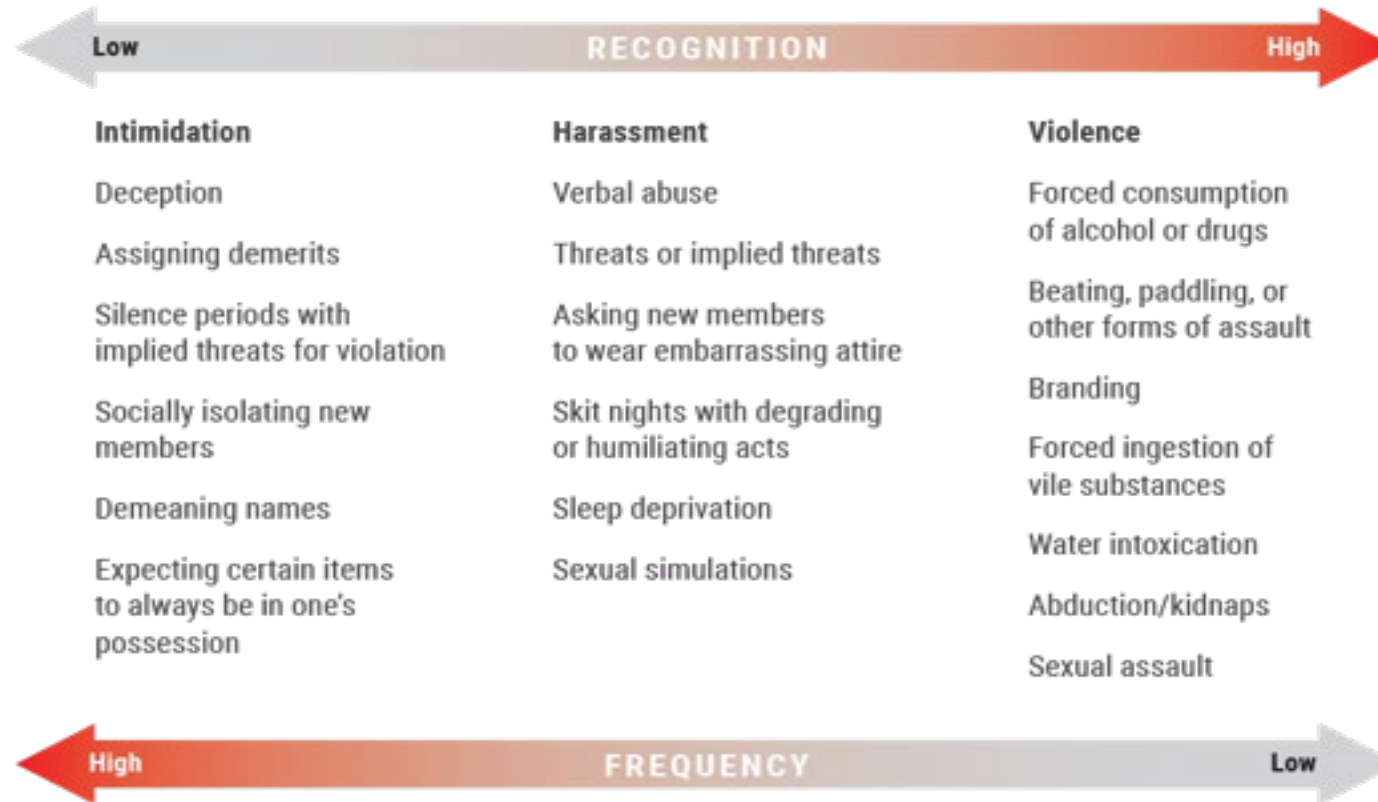 Low RECOGNITION High
Intimidation
Deception
Assigning demerits
Silence periods with
implied threats for violation
Socially isolating new
members
Demeaning names
Expecting certain items
to always be in one's
possession
Harassment
Verbal abuse
Threats or implied threats
Asking new members
to wear embarrassing attire
Skit nights with degrading
or humiliating acts
Sleep deprivation
Sexual simulations
Violence
Forced consumption
of alcohol or drugs
Beating, paddling, or
other forms of assault
Branding
Forced ingestion of
vile substances
Water intoxication
Abduction/kidnaps
Sexual assault
High FREQUENCY Low